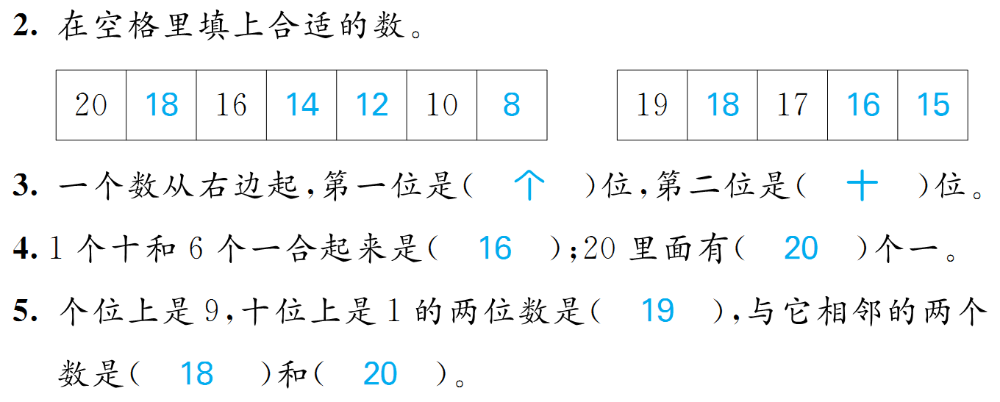 2. 在空格里填上合适的数。
20 18 16 14 12 10 8 19 18 17 16 15
3. 一个数从右边起,第一位是( 个 )位,第二位是( 十 )位。
4. 1个十和6个一合起来是( 16 );20里面有( 20 )个一。
5. 个位上是9,十位上是1的两位数是( 19 ),与它相邻的两个
数是( 18 )和( 20 )。